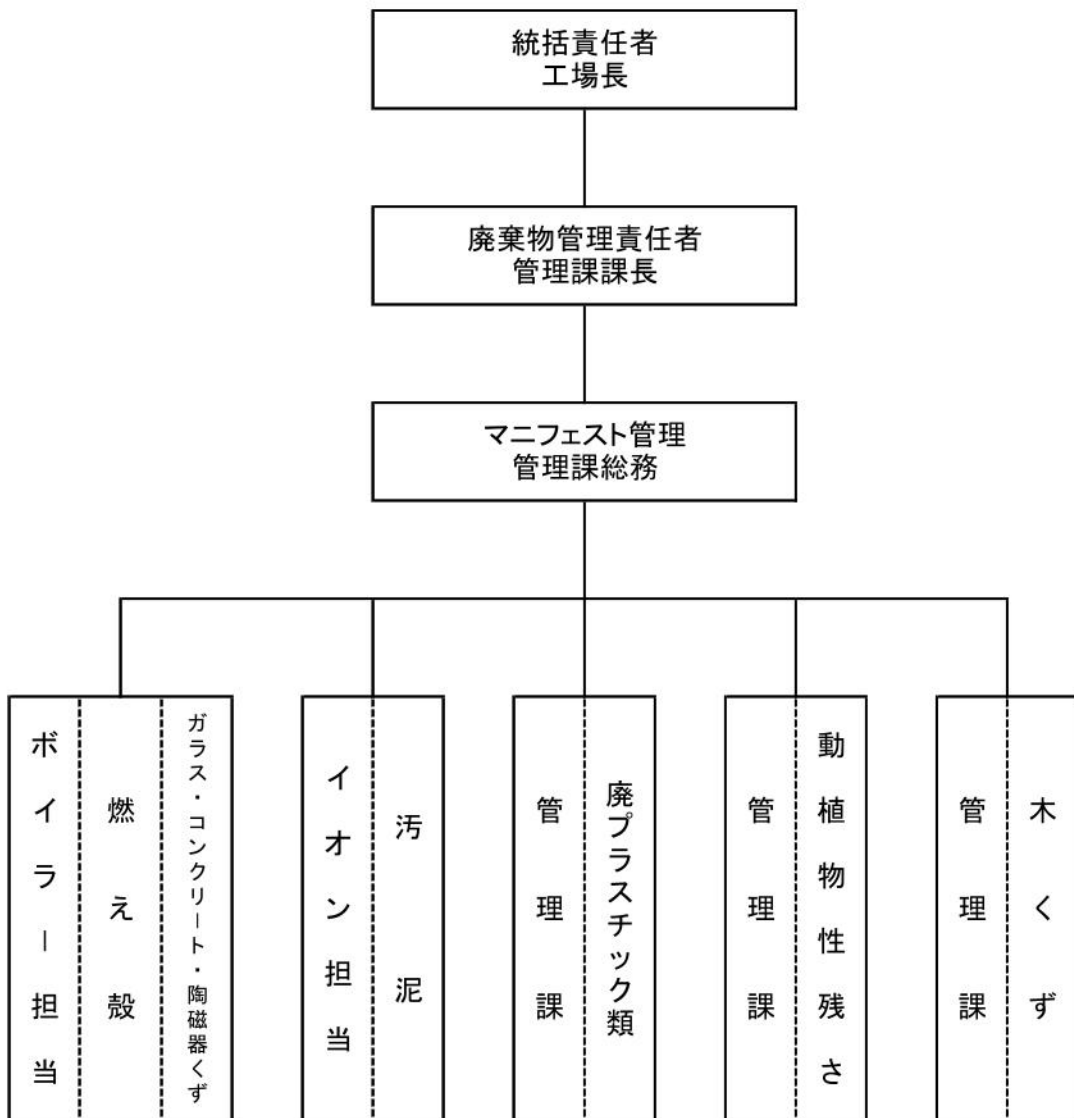 統括責任者
工場長
廃棄物管理責任者
管理課課長
マニフェスト管理
管理課総務
ボイラー担当
燃え殻
ガラス・コンクリート・陶磁器くず
イオン担当
汚泥
管理課
廃プラスチック類
管理課
動植物性残さ
管理課
木くず